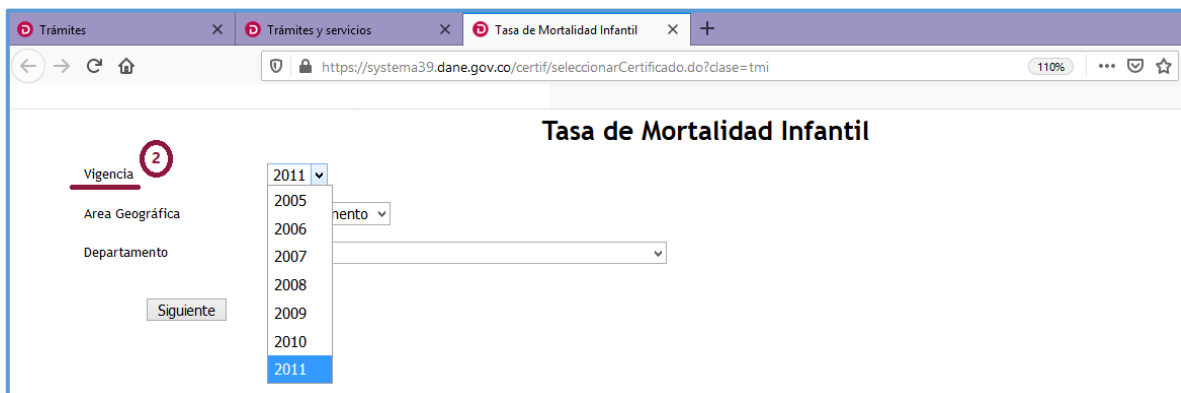 Trámites
Trámites y servicios
Tasa de Mortalidad Infantil
https://systema39.dane.gov.co/certif/seleccionarCertificado.do?clase=tmi
110%
Tasa de Mortalidad Infantil
2
Vigencia
2011
2005
Area Geográfica
mento
2006
Departamento
2007
2008
Siguiente
2009
2010
2011